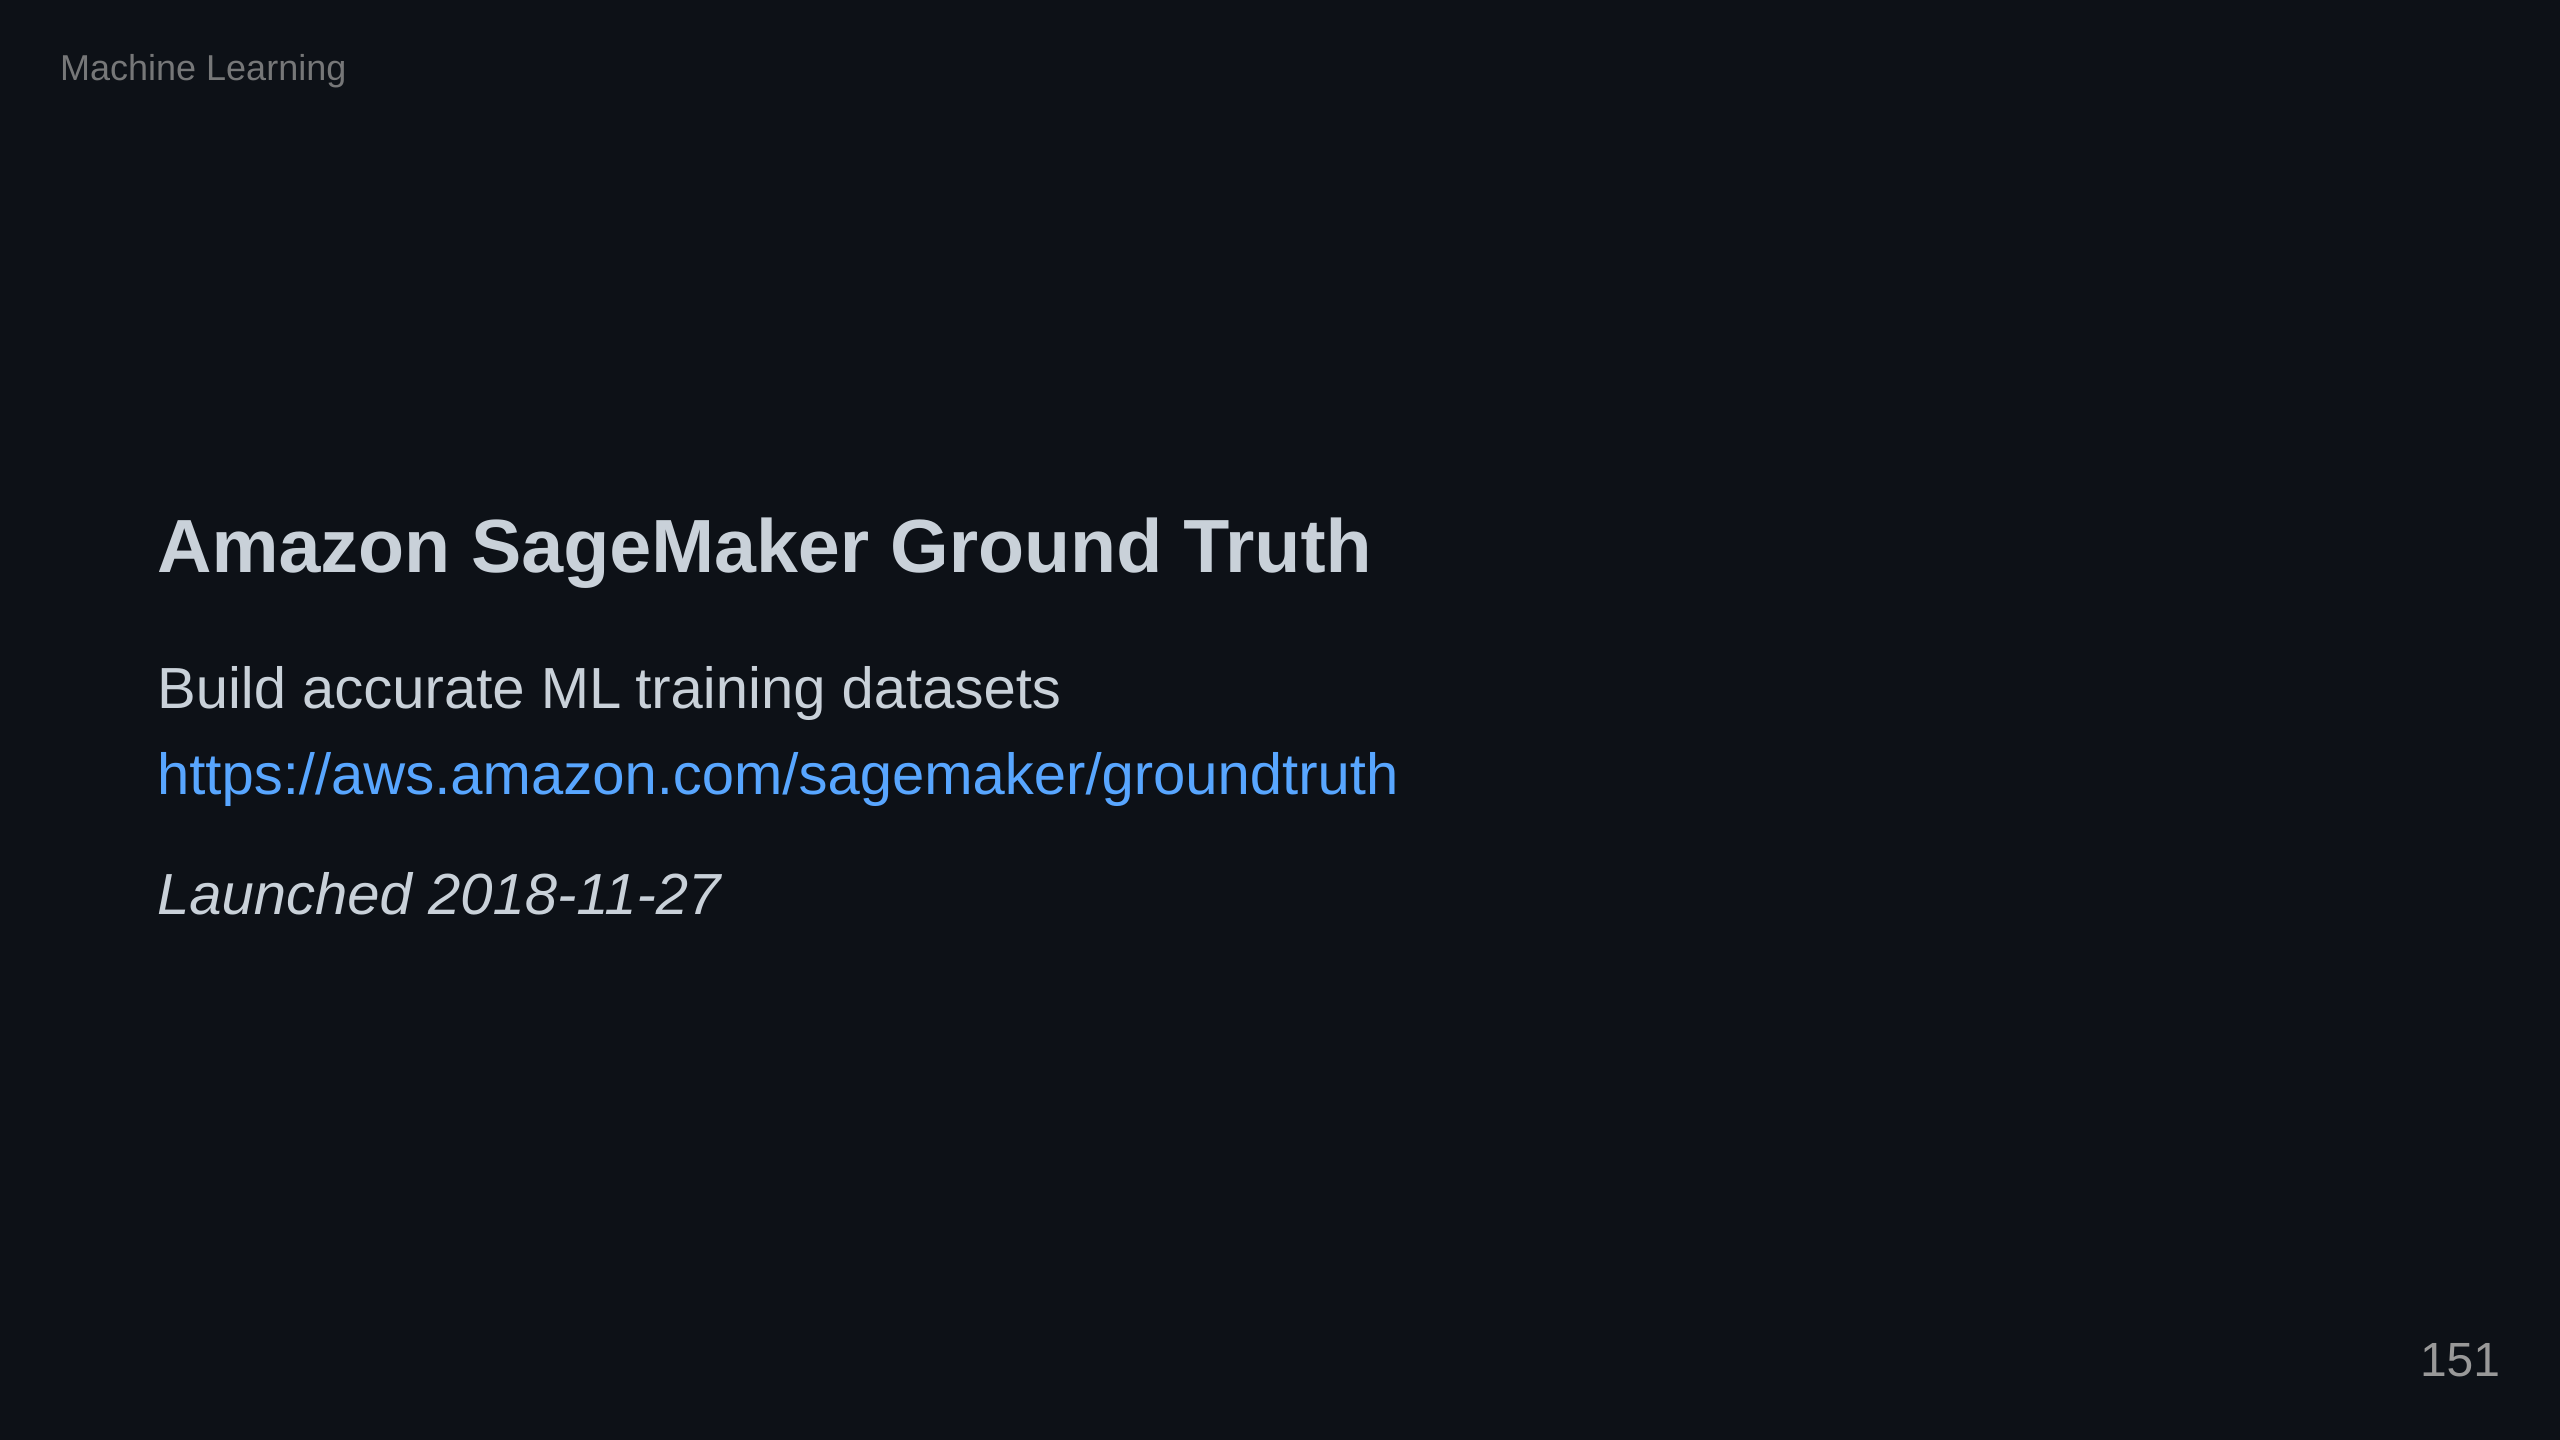 Machine Learning
Amazon SageMaker Ground Truth
Build accurate ML training datasets
https://aws.amazon.com/sagemaker/groundtruth
Launched 2018-11-27
151